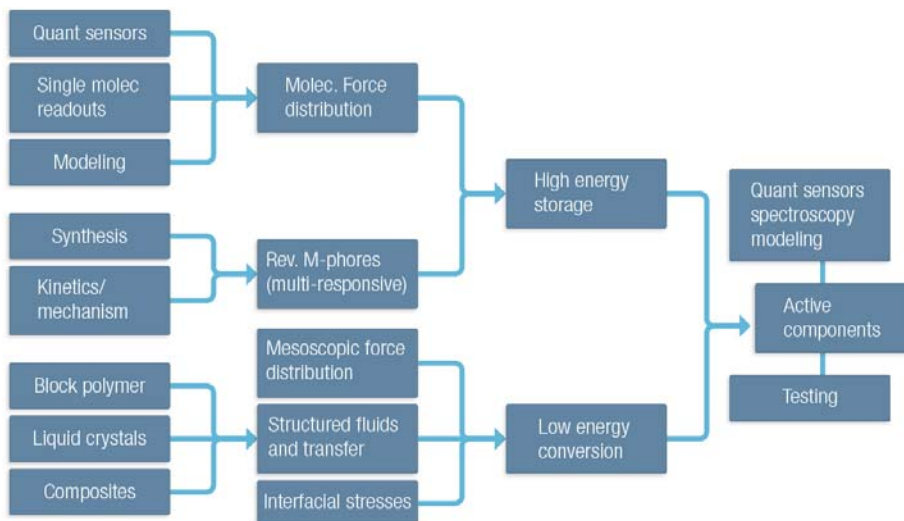 Quant sensors
Single molec
readouts
Modeling
Molec. Force
distribution
Synthesis
Kinetics/
mechanism
Rev. M-phores
(multi-responsive)
High energy
storage
Block polymer
Liquid crystals
Composites
Mesoscopic force
distribution
Structured fluids
and transfer
Interfacial stresses
Low energy
conversion
Quant sensors
spectroscopy
modeling
Active
components
Testing